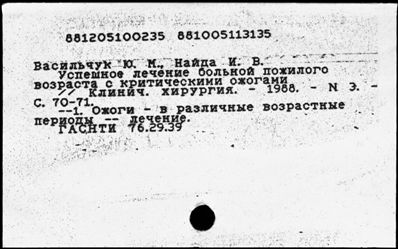 881205100235 881005113135
Васильчук Ю. М., Найда И. В.
Успешное лечение больной пожилого
возраста с критическими ожогами
// Клинич. хирургия. - 1988. - N 3. -
С. 70-71.
--1. Ожоги - в различные возрастные
периоды -- лечение.
ГАСНТИ 76.29.39